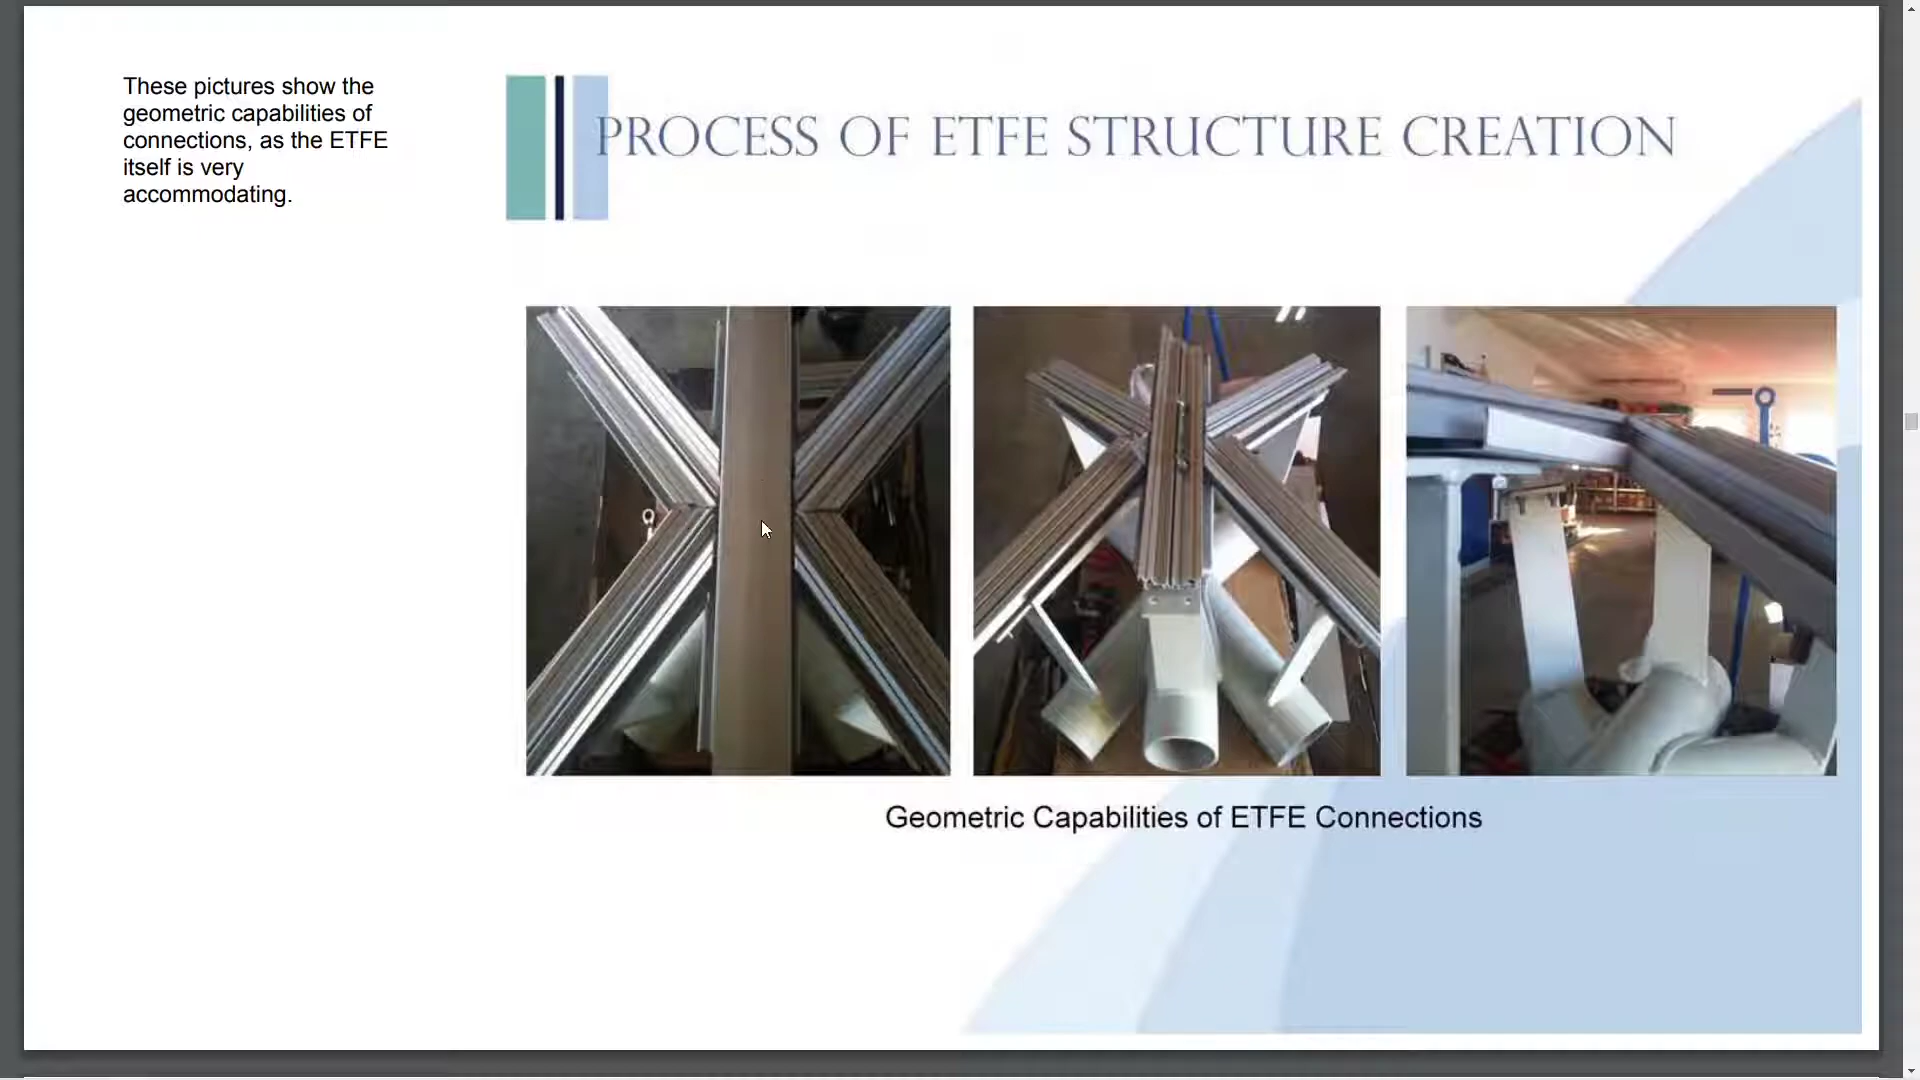 These pictures show the
geometric capabilities of
connections, as the ETFE
itself is very
accommodating.
PROCESS OF ETFE STRUCTURE CREATION
Geometric Capabilities of ETFE Connections